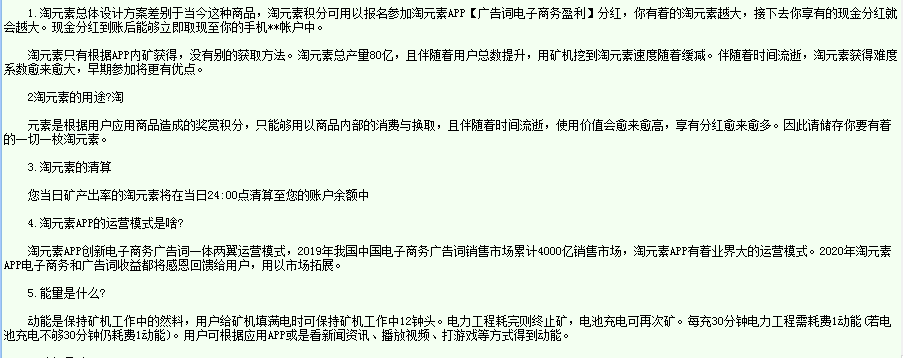 1.淘元素总体设计方案差别于当今这种商品，淘元素积分可用以报名参加淘元素APP【广告词电子商务盈利】分红，你有着的淘元素越大，接下去你享有的现金分红就
会越大。现金分红到账后能够立即取现至你的手机**帐户中。
淘元素只有根据APP内矿获得，没有别的获取方法。淘元素总产量80亿，且伴随着用户总数提升，用矿机挖到淘元素速度随着缓减。伴随着时间流逝，淘元素获得难度
系数愈来愈大，早期参加将更有优点。
2淘元素的用途?淘
元素是根据用户应用商品造成的奖赏积分，只能够用以商品内部的消费与换取，且伴随着时间流逝，使用价值会愈来愈高，享有分红愈来愈多。因此请储存你要有着
的一切一枚淘元素。
3.淘元素的清算
您当日矿产出率的淘元素将在当日24:00点清算至您的账户余额中
4.淘元素APP的运营模式是啥?
淘元素APP创新电子商务广告词一体两翼运营模式，2019年我国中国电子商务广告词销售市场累计4000亿销售市场，淘元素APP有着业界大的运营模式。2020年淘元素
APP电子商务和广告词收益都将感恩回馈给用户，用以市场拓展。
5.能量是什么?
动能是保持矿机工作中的然料，用户给矿机填满电时可保持矿机工作中12钟头。电力工程耗完则终止矿，电池充电可再次矿。每充30分钟电力工程需耗费1动能(若电
池充电不够30分钟仍耗费1动能)。用户可根据应用APP或是看新闻资讯、播放视频、打游戏等方式得到动能。